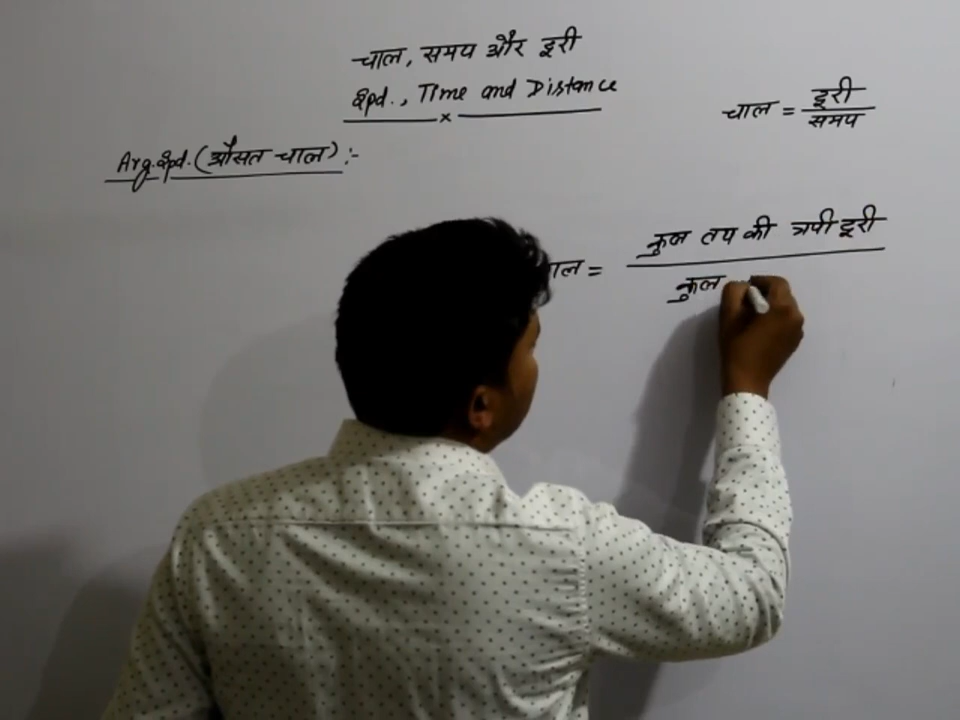 चाल, समय और दूरी
Spd., Time and Distance
x
चाल = दूरी / समय
Avg. Spd. (औसत चाल) :-
ाल = कुल तय की गयी दूरी
कुल